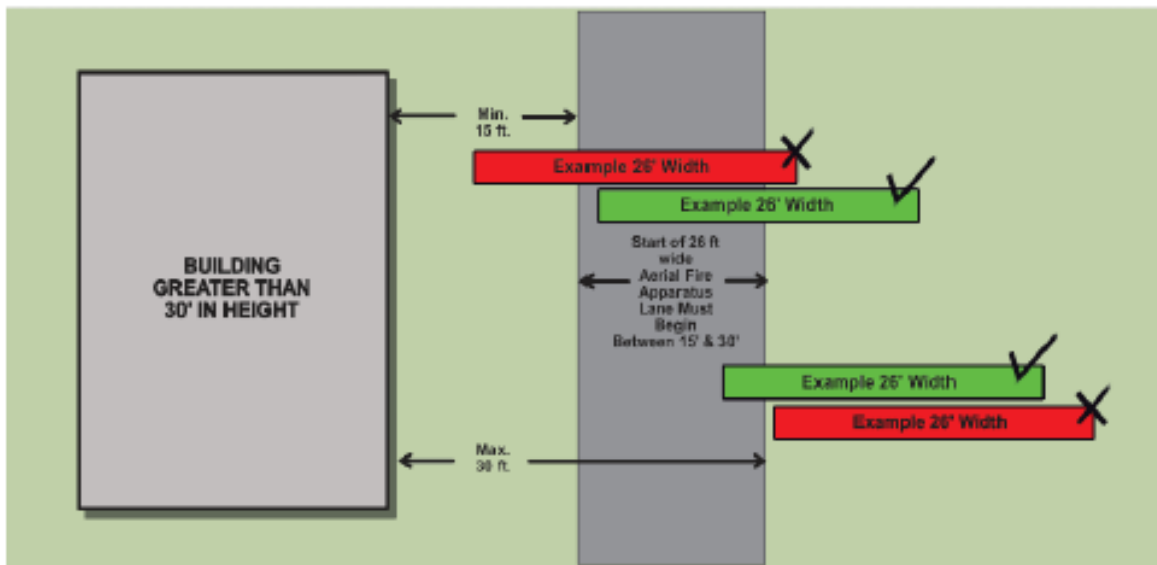 Min.
15 ft.
Example 26' Width
Example 26' Width
BUILDING
GREATER THAN
30' IN HEIGHT
Start of 26 ft
wide
Aerial Fire
Apparatus
Lane Must
Begin
Between 15' & 30'
Example 26' Width
Example 26' Width
Max.
30 ft.